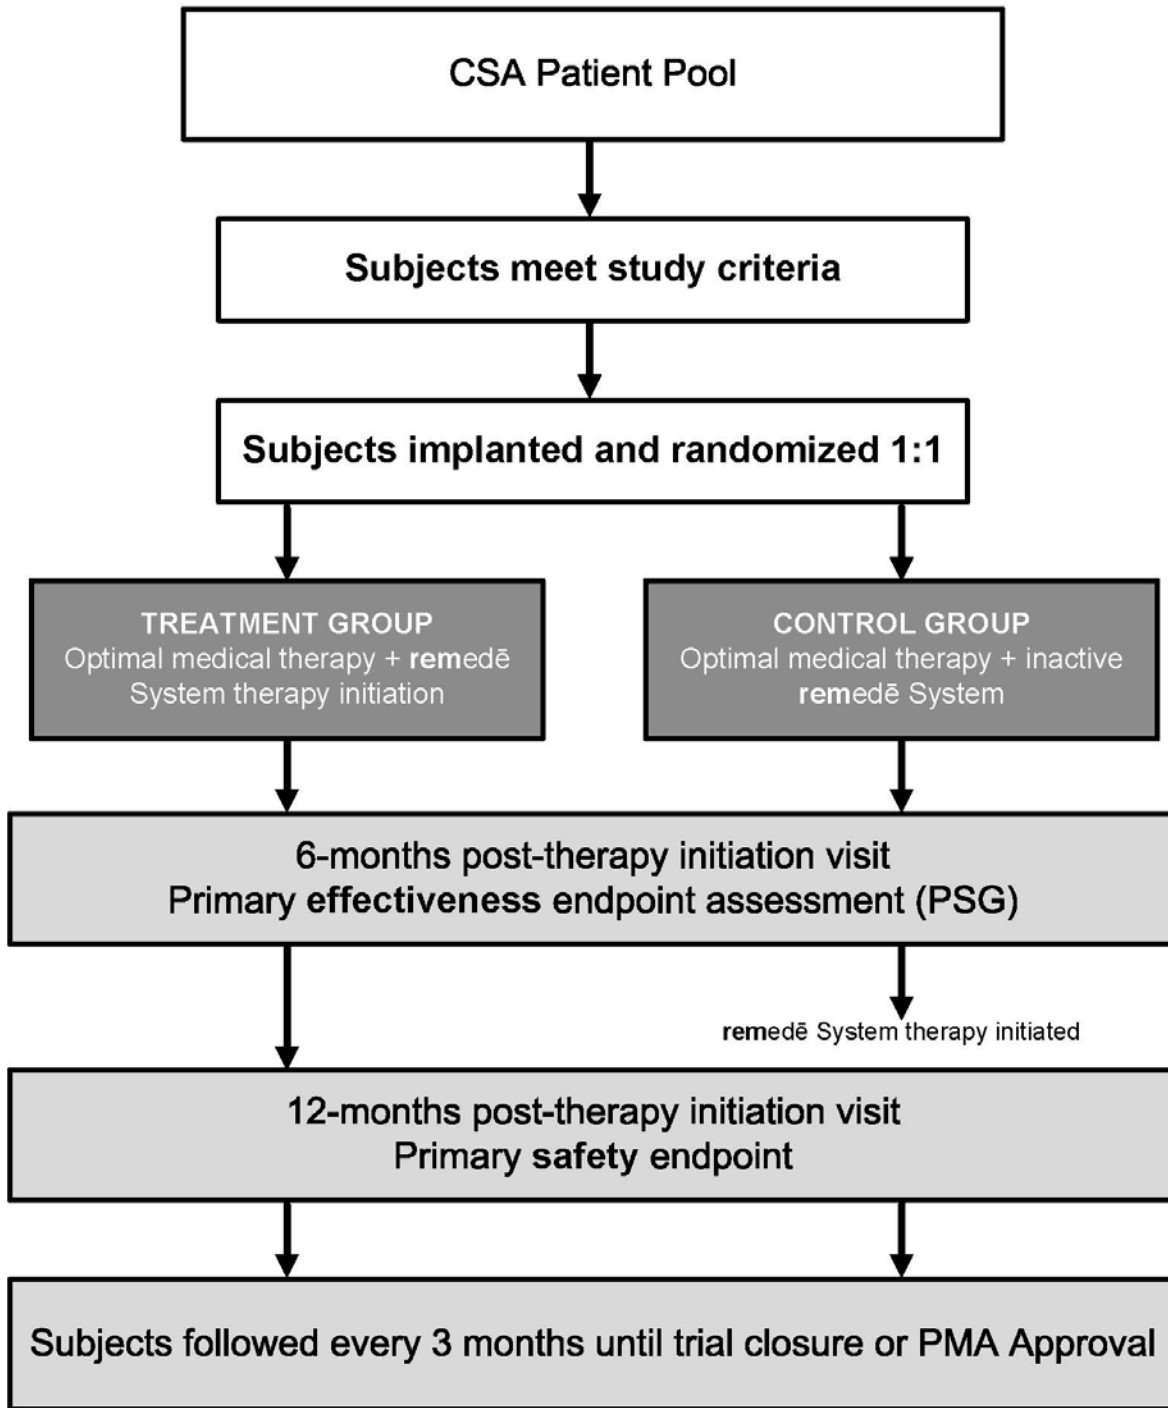 CSA Patient Pool
Subjects meet study criteria
Subjects implanted and randomized 1:1
TREATMENT GROUP
Optimal medical therapy + remedē
System therapy initiation
CONTROL GROUP
Optimal medical therapy + inactive
remedē System
6-months post-therapy initiation visit
Primary effectiveness endpoint assessment (PSG)
remedē System therapy initiated
12-months post-therapy initiation visit
Primary safety endpoint
Subjects followed every 3 months until trial closure or PMA Approval